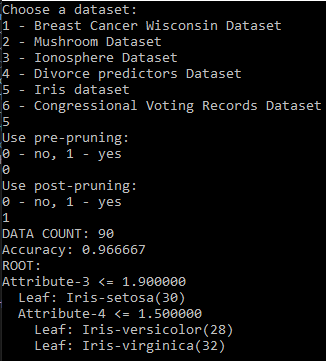 Choose a dataset:
1 - Breast Cancer Wisconsin Dataset
2 - Mushroom Dataset
3 - Ionosphere Dataset
4 - Divorce predictors Dataset
5 - Iris dataset
6 - Congressional Voting Records Dataset
5
Use pre-pruning:
0 - no, 1 - yes
0
Use post-pruning:
0 - no, 1 - yes
1
DATA COUNT: 90
Accuracy: 0.966667
ROOT:
Attribute-3 <= 1.900000
  Leaf: Iris-setosa(30)
  Attribute-4 <= 1.500000
    Leaf: Iris-versicolor(28)
    Leaf: Iris-virginica(32)